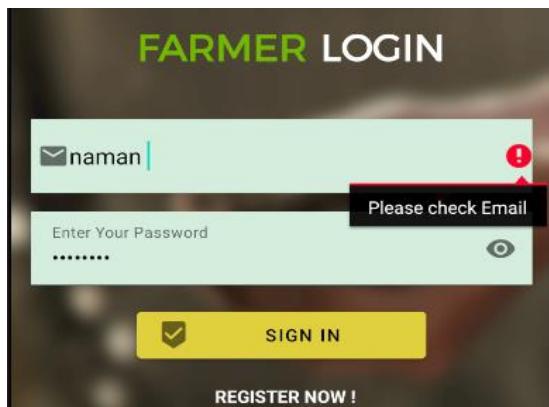 FARMER LOGIN
naman
Please check Email
Enter Your Password
••••••••
SIGN IN
REGISTER NOW !